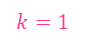 k = 1